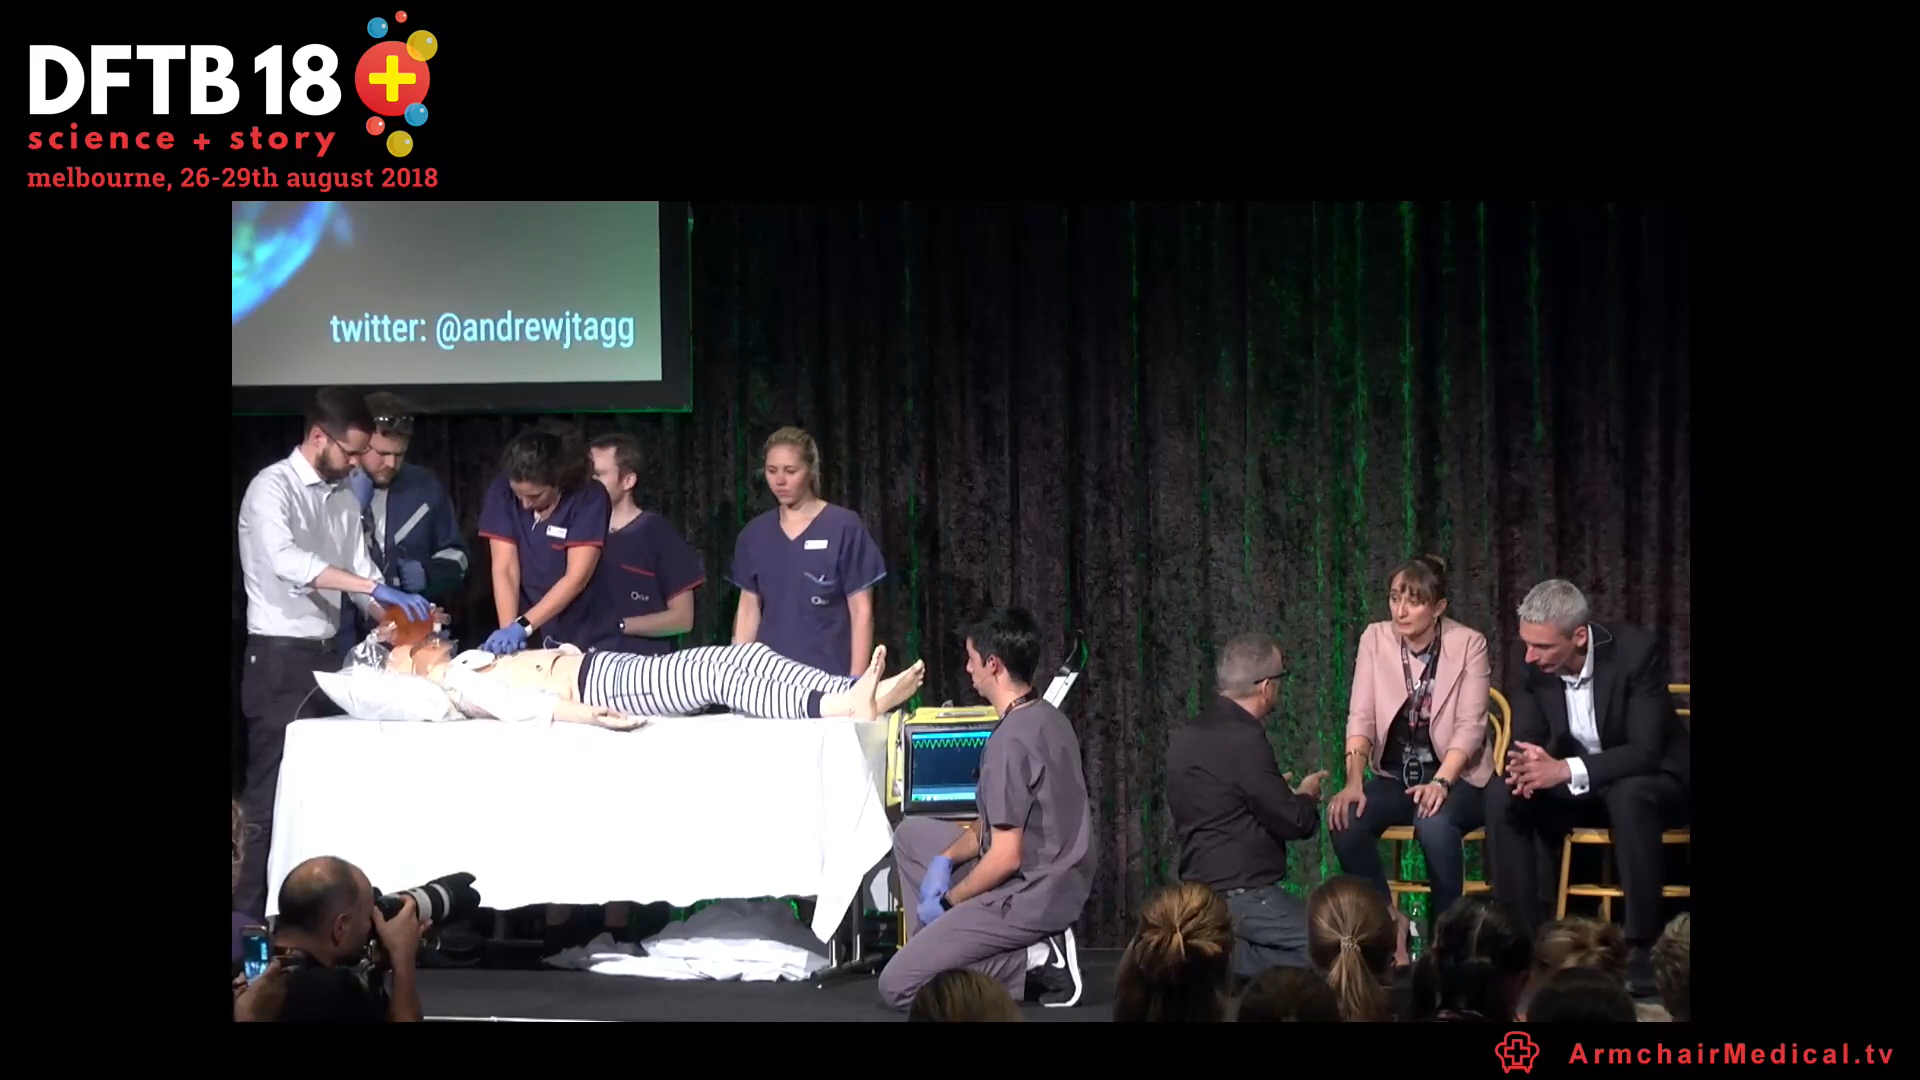 DFTB 18
science + story
melbourne, 26-29th august 2018
twitter: @andrewjtagg
ArmchairMedical.tv